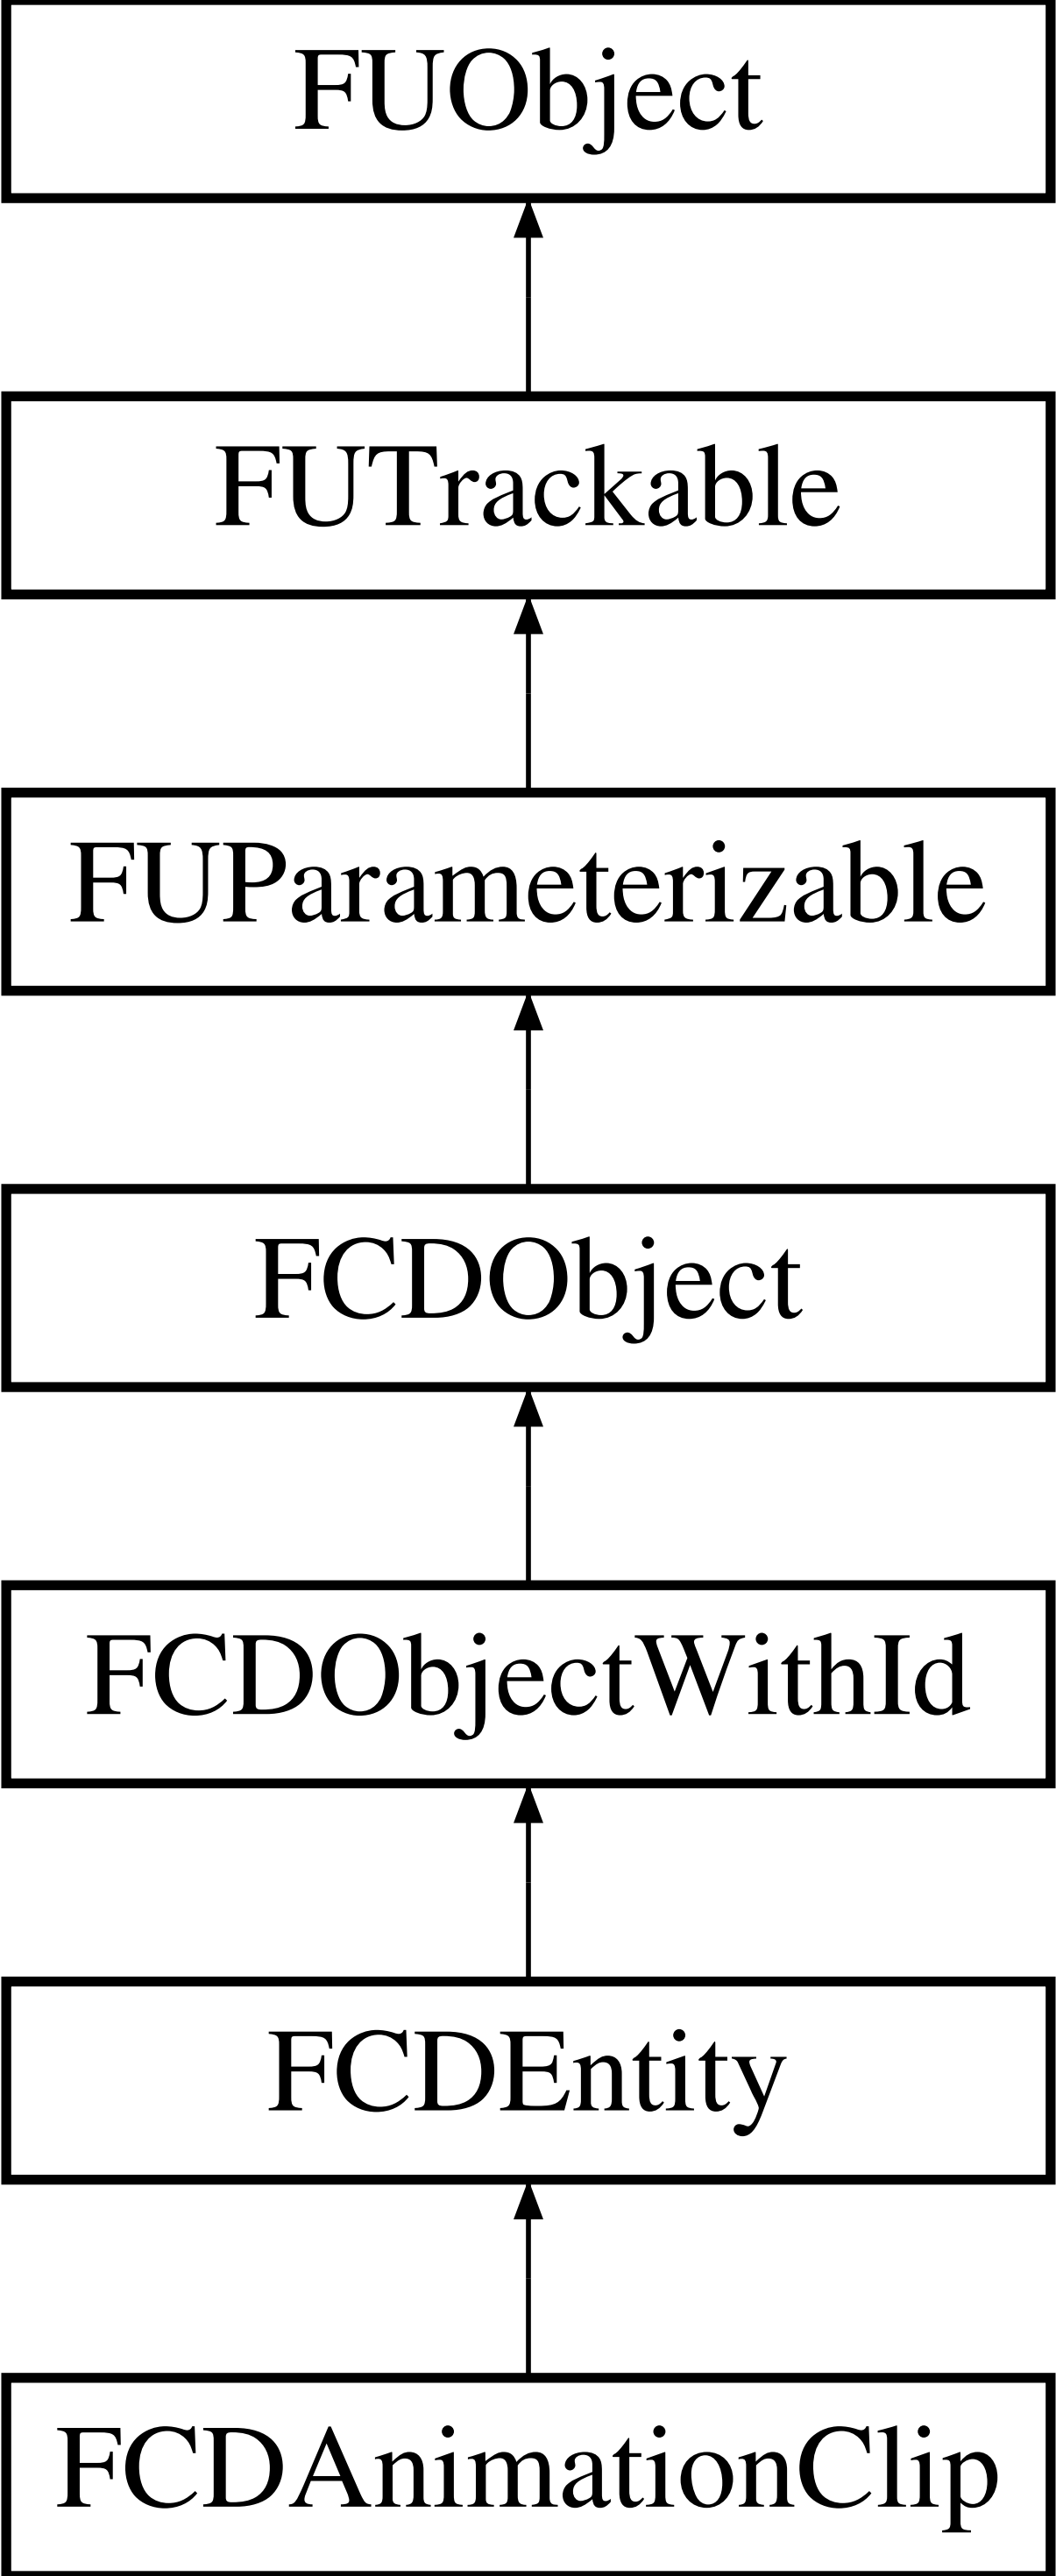 FUObject
FUTrackable
FUParameterizable
FCDObject
FCDObjectWithId
FCDEntity
FCDAnimationClip